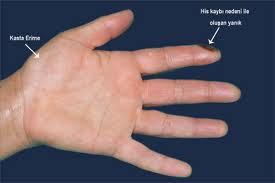 Kasta Erime
His kaybı nedeni ile
oluşan yanık